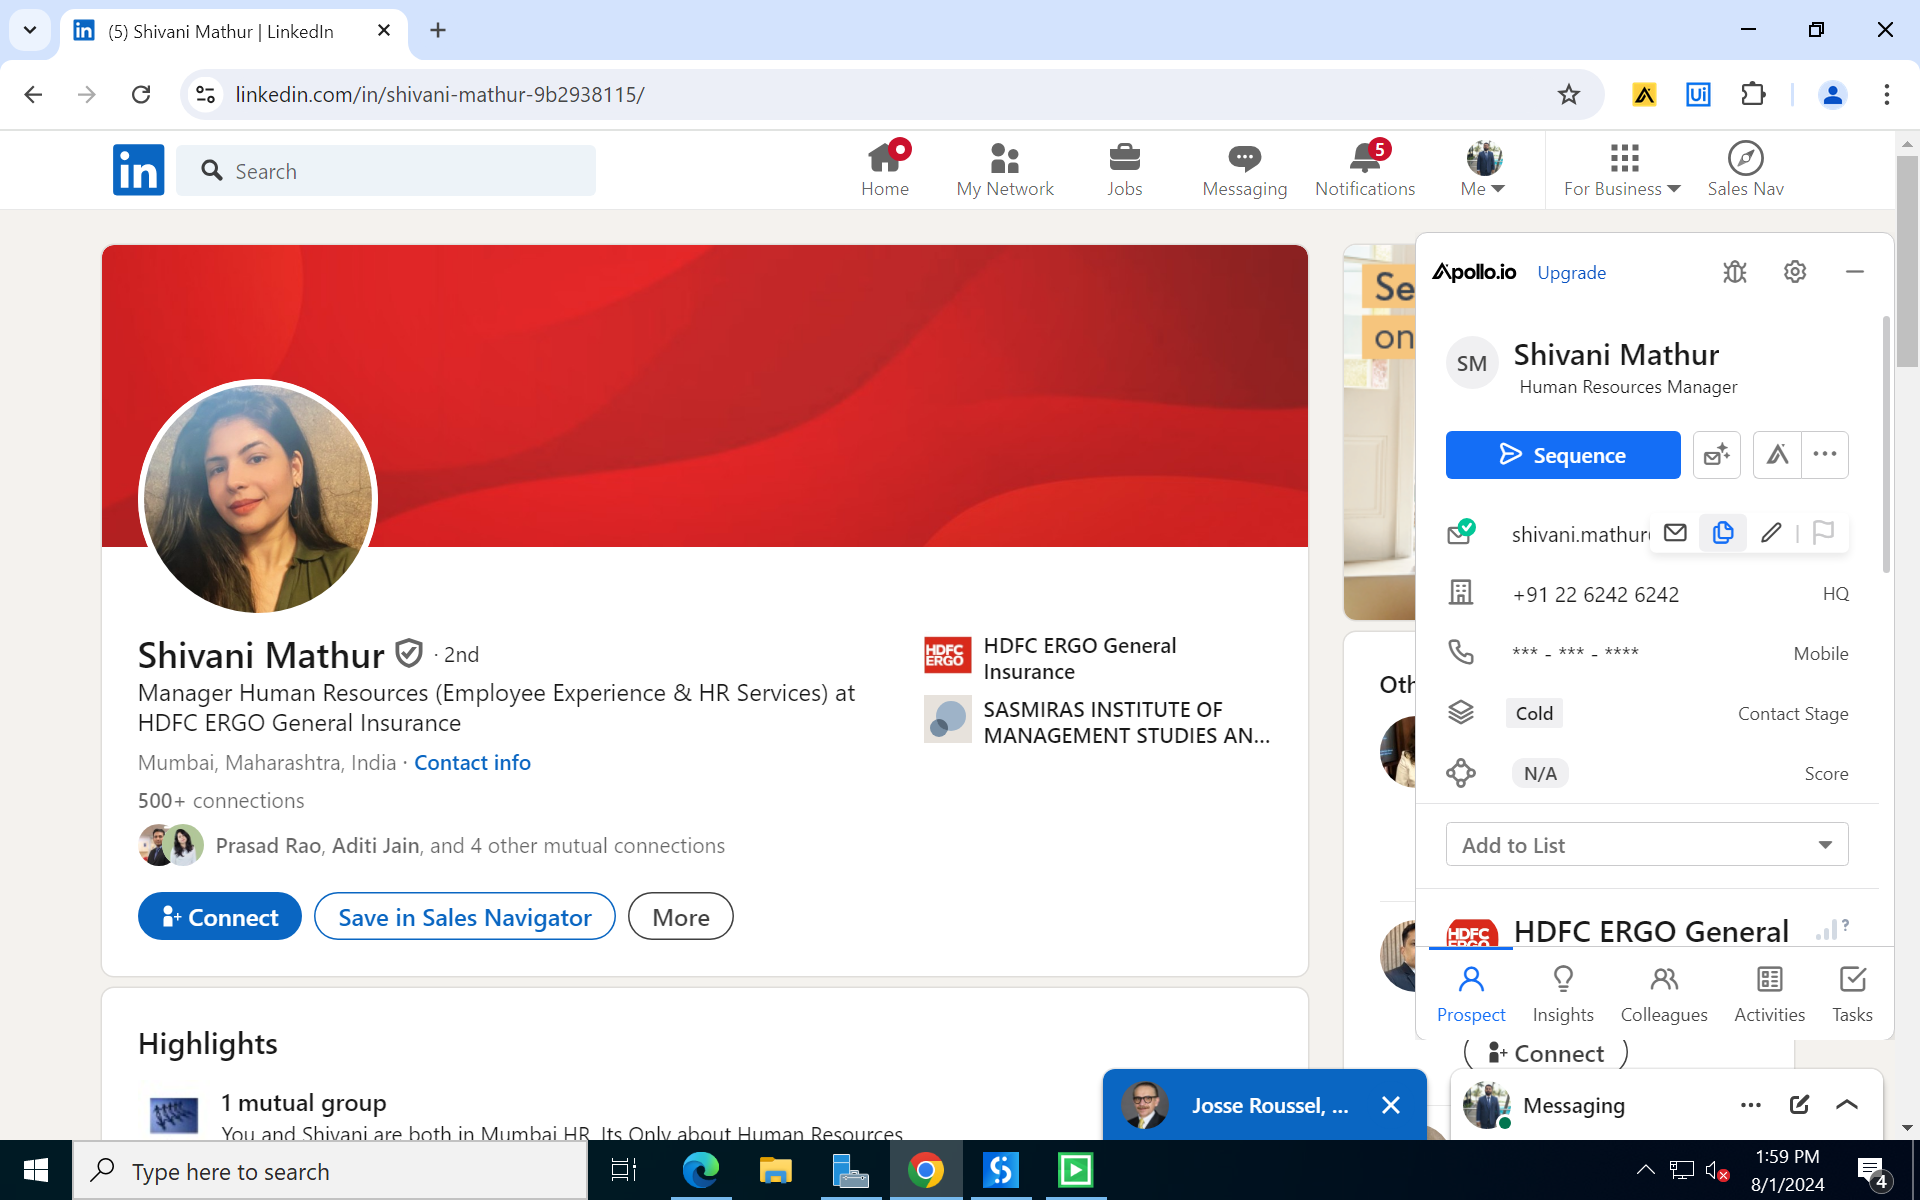 (5) Shivani Mathur | LinkedIn
linkedin.com/in/shivani-mathur-9b2938115/
Ui
in
Search
Home
My Network
Jobs
Messaging
5
Notifications
Me
For Business
Sales Nav
Se
on
Apollo.io
Upgrade
SM
Shivani Mathur
Human Resources Manager
Sequence
shivani.mathur
+91 22 6242 6242
HQ
*** - *** - ****
Mobile
Cold
Contact Stage
N/A
Score
Add to List
HDFC ERGO
HDFC ERGO General
?
Prospect
Insights
Colleagues
Activities
Tasks
Shivani Mathur · 2nd
Manager Human Resources (Employee Experience & HR Services) at
HDFC ERGO General Insurance
Mumbai, Maharashtra, India · Contact info
500+ connections
Prasad Rao, Aditi Jain, and 4 other mutual connections
Connect
Save in Sales Navigator
More
HDFC ERGO
HDFC ERGO General
Insurance
SASMIRAS INSTITUTE OF
MANAGEMENT STUDIES AN...
Oth
Connect
Highlights
1 mutual group
You and Shivani are both in Mumbai HR. Its Only about Human Resources
Josse Roussel, ...
Messaging
Type here to search
1:59 PM
8/1/2024
4